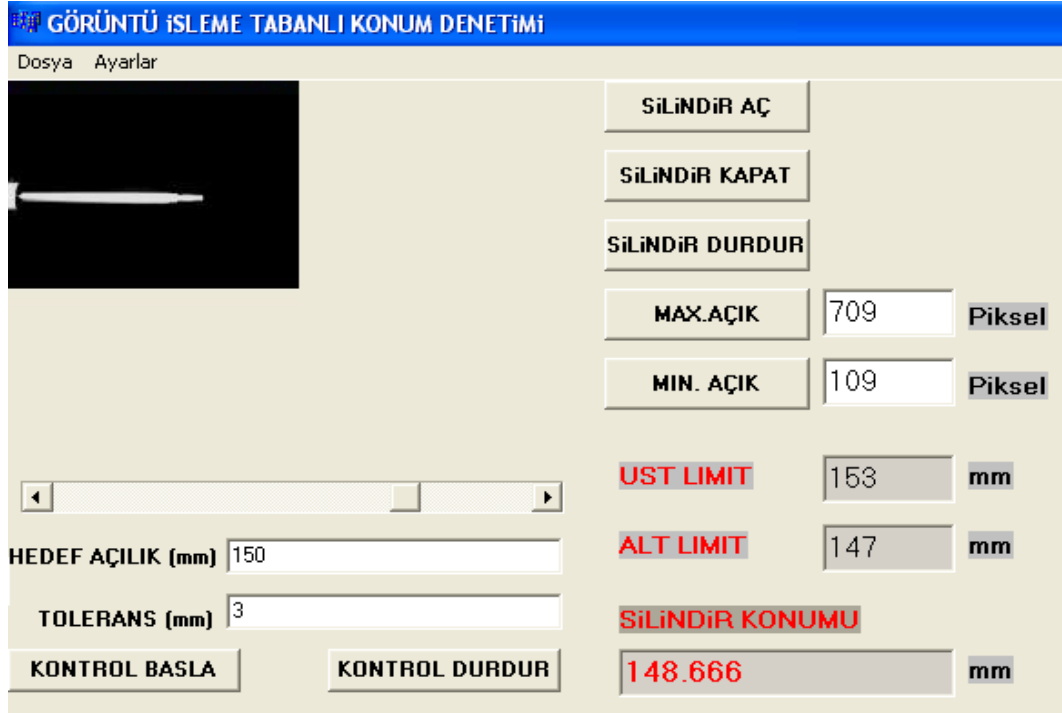 GÖRÜNTÜ iSLEME TABANLI KONUM DENETiMi
Dosya Ayarlar
SiLiNDiR AÇ
SiLiNDiR KAPAT
SiLiNDiR DURDUR
MAX.AÇIK 709 Piksel
MIN. AÇIK 109 Piksel
UST LIMIT 153 mm
ALT LIMIT 147 mm
HEDEF AÇILIK (mm) 150
TOLERANS (mm) 3
SiLiNDiR KONUMU
KONTROL BASLA KONTROL DURDUR 148.666 mm